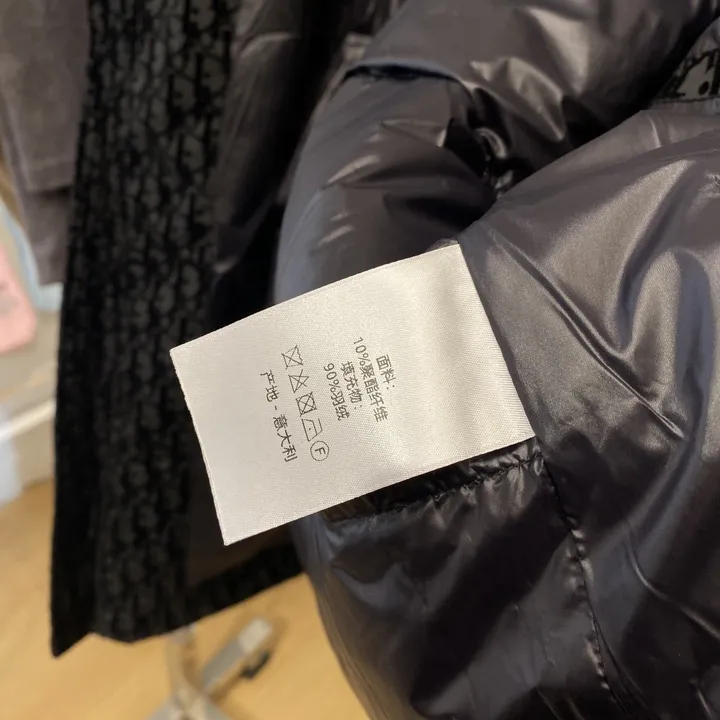 面料：
10%聚酯纤维
填充物：
90%羽绒
F
产地 - 意大利